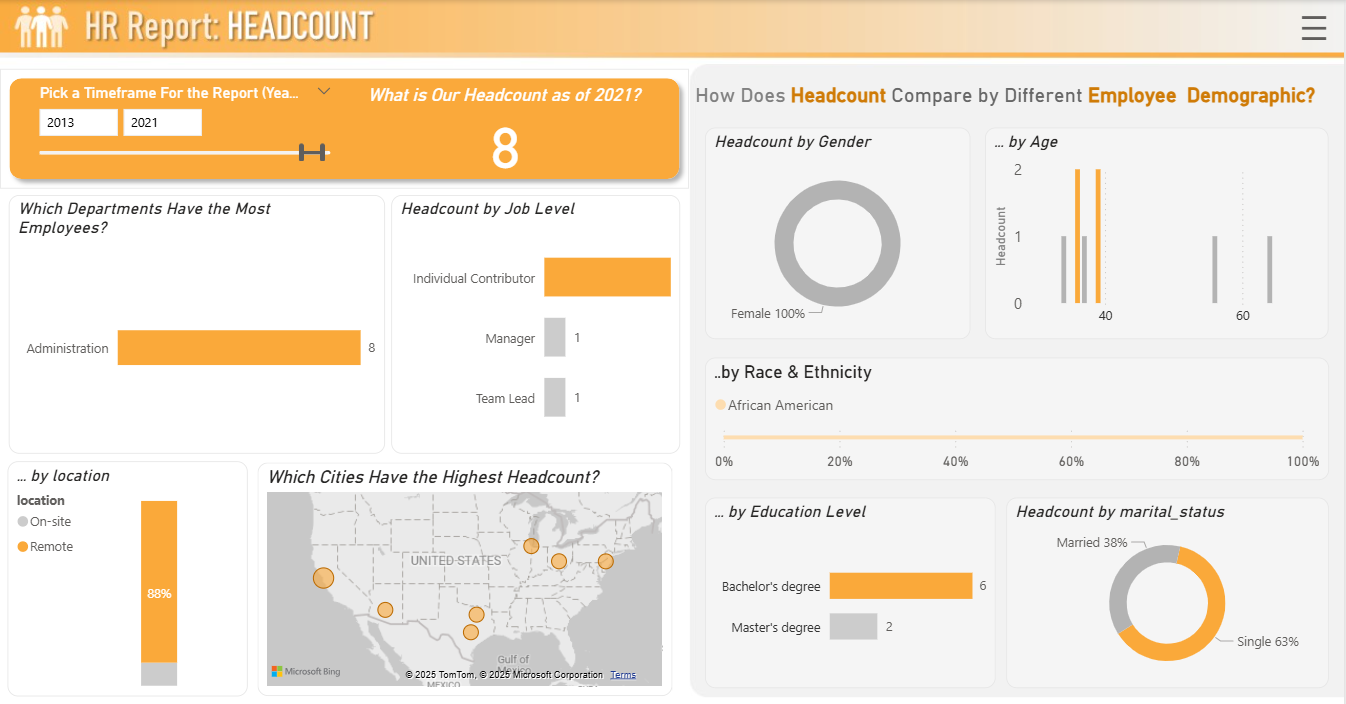 HR Report: HEADCOUNT
Pick a Timeframe For the Report (Yea...
2013
2021
What is Our Headcount as of 2021?
8
Which Departments Have the Most
Employees?
Administration
8
Headcount by Job Level
Individual Contributor
Manager
1
Team Lead
1
... by location
location
On-site
Remote
88%
Which Cities Have the Highest Headcount?
UNITED STATES
Gulf of
Mexico
MEXICO
Microsoft Bing
© 2025 TomTom, © 2025 Microsoft Corporation Terms
How Does Headcount Compare by Different Employee Demographic?
Headcount by Gender
Female 100%
... by Age
Headcount
2
1
0
40
60
..by Race & Ethnicity
African American
0%
20%
40%
60%
80%
100%
... by Education Level
Bachelor's degree
6
Master's degree
2
Headcount by marital_status
Married 38%
Single 63%